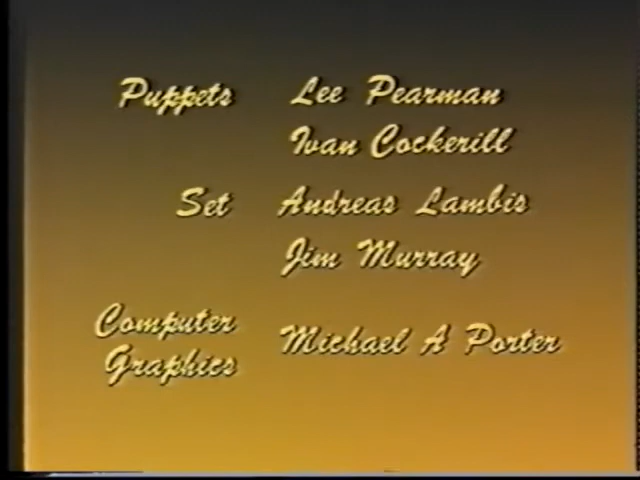 Puppets Lee Pearman
Ivan Cockerill
Set Andreas Lambis
Jim Murray
Computer
Graphics Michael A Porter